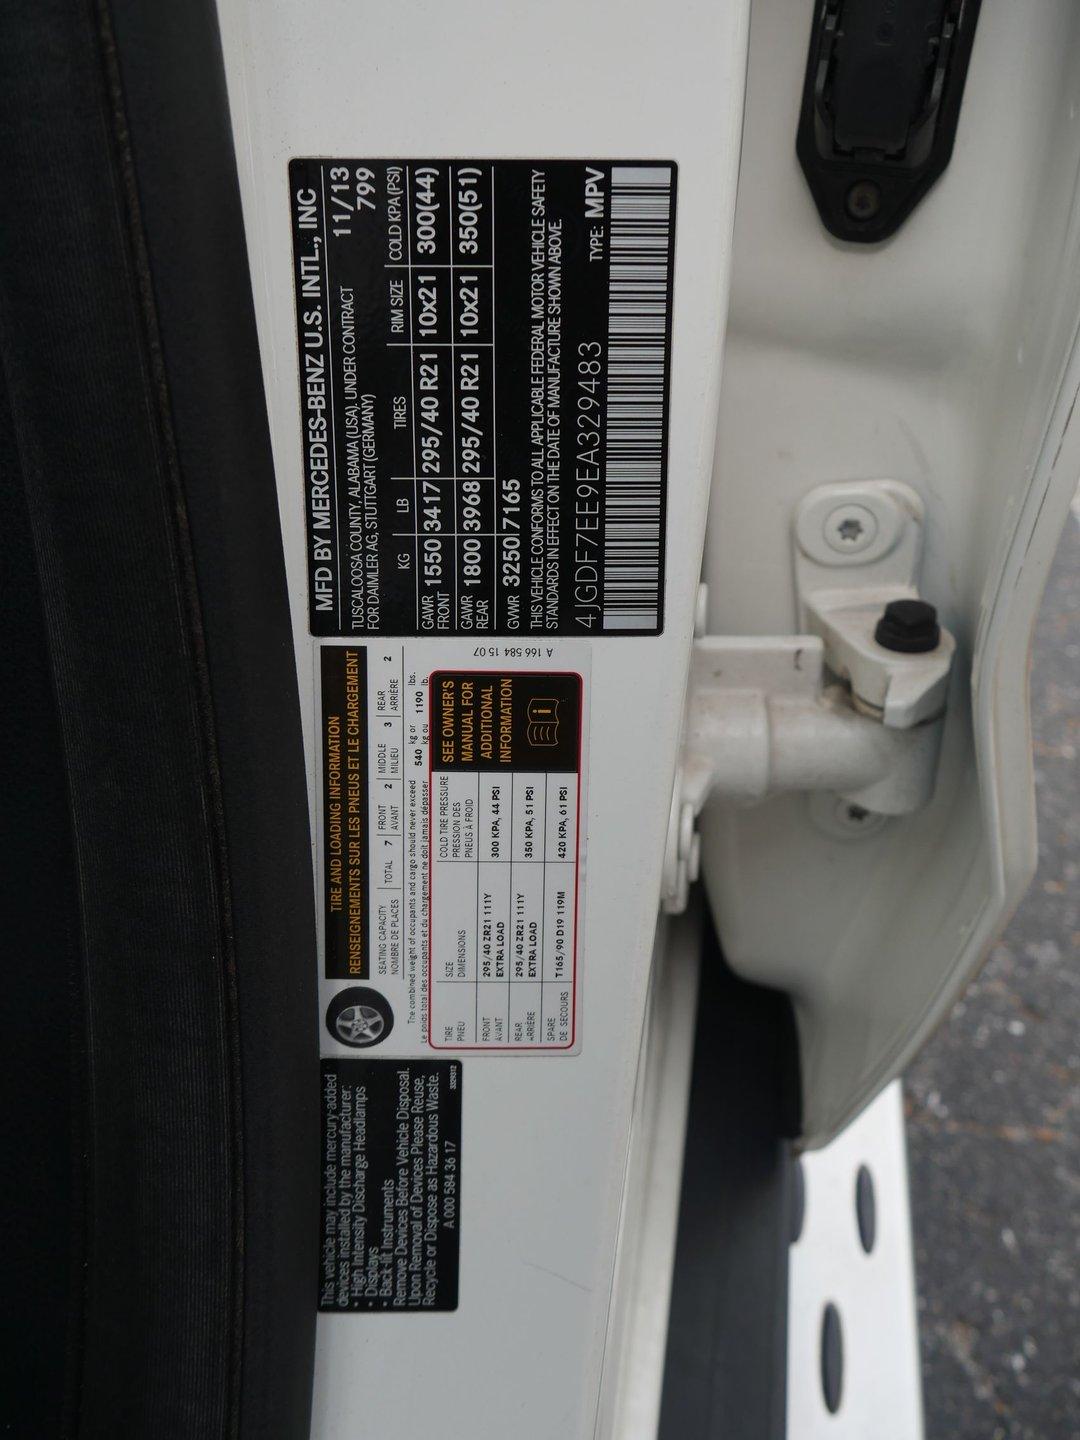 MFD BY MERCEDES-BENZ U.S. INTL., INC
TUSCALOOSA COUNTY, ALABAMA (USA). UNDER CONTRACT 11/13
FOR DAIMLER AG, STUTTGART (GERMANY) 799
KG LB TIRES RIM SIZE COLD KPA(PSI)
GAWR FRONT 1550 3417 295/40 R21 10x21 300(44)
GAWR REAR 1800 3968 295/40 R21 10x21 350(51)
GVWR 3250 7165
THIS VEHICLE CONFORMS TO ALL APPLICABLE FEDERAL MOTOR VEHICLE SAFETY
STANDARDS IN EFFECT ON THE DATE OF MANUFACTURE SHOWN ABOVE.
4JGDF7EE9EA329483 TYPE: MPV
TIRE AND LOADING INFORMATION
RENSEIGNEMENTS SUR LES PNEUS ET LE CHARGEMENT
SEATING CAPACITY TOTAL 7 FRONT 2 MIDDLE 3 REAR 2
NOMBRE DE PLACES AVANT MILIEU ARRIÈRE
The combined weight of occupants and cargo should never exceed 540 kg or 1190 lbs.
Le poids total des occupants et du chargement ne doit jamais dépasser kg ou lb.
TIRE SIZE COLD TIRE PRESSURE
PNEU DIMENSIONS PRESSION DES
PNEUS À FROID
FRONT 295/40 ZR21 111Y 300 KPA, 44 PSI
AVANT EXTRA LOAD
REAR 295/40 ZR21 111Y 350 KPA, 51 PSI
ARRIÈRE EXTRA LOAD
SPARE T165/90 D19 119M 420 KPA, 61 PSI
DE SECOURS
SEE OWNER'S
MANUAL FOR
ADDITIONAL
INFORMATION
A 166 584 15 07
This vehicle may include mercury-added
devices installed by the manufacturer:
• High Intensity Discharge Headlamps
• Displays
• Back-lit Instruments
Remove Devices Before Vehicle Disposal.
Upon Removal of Devices Please Reuse,
Recycle or Dispose as Hazardous Waste.
A 000 584 36 17